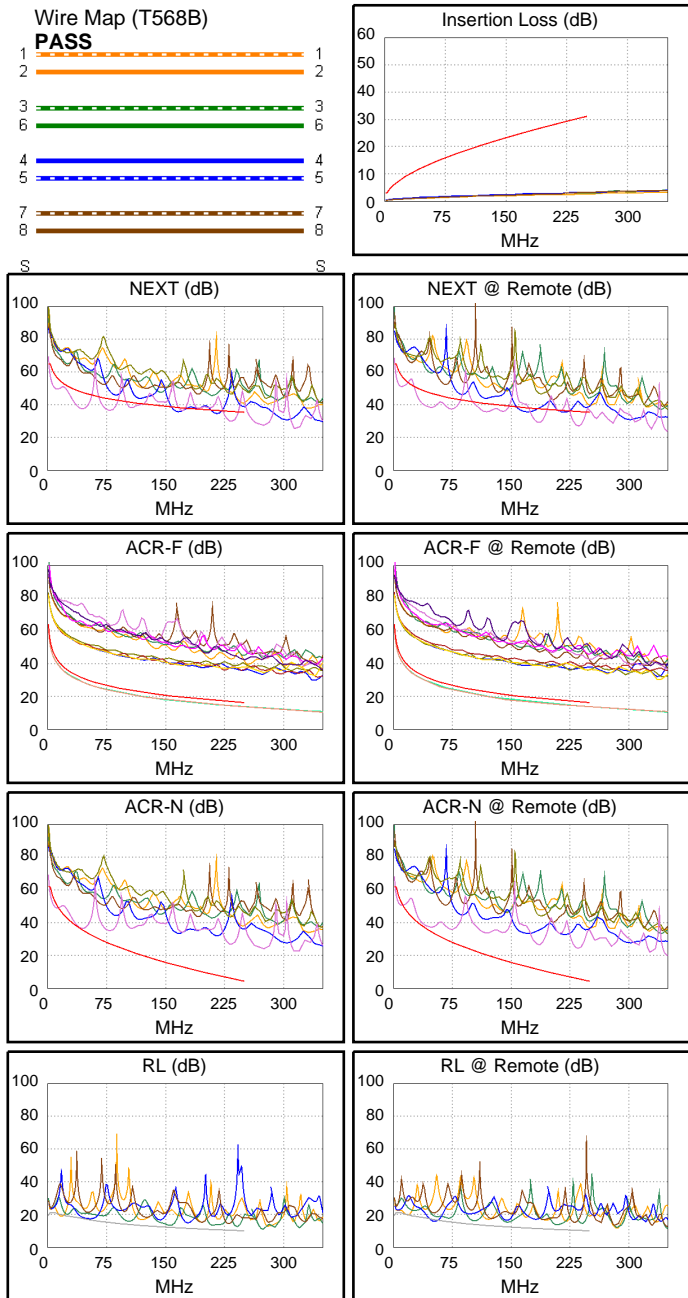 Wire Map (T568B)
PASS
1 1
2 2
3 3
6 6
4 4
5 5
7 7
8 8
S S
Insertion Loss (dB)
60
50
40
30
20
10
0
0 75 150 225 300
MHz
NEXT (dB)
100
80
60
40
20
0
0 75 150 225 300
MHz
NEXT @ Remote (dB)
100
80
60
40
20
0
0 75 150 225 300
MHz
ACR-F (dB)
100
80
60
40
20
0
0 75 150 225 300
MHz
ACR-F @ Remote (dB)
100
80
60
40
20
0
0 75 150 225 300
MHz
ACR-N (dB)
100
80
60
40
20
0
0 75 150 225 300
MHz
ACR-N @ Remote (dB)
100
80
60
40
20
0
0 75 150 225 300
MHz
RL (dB)
100
80
60
40
20
0
0 75 150 225 300
MHz
RL @ Remote (dB)
100
80
60
40
20
0
0 75 150 225 300
MHz